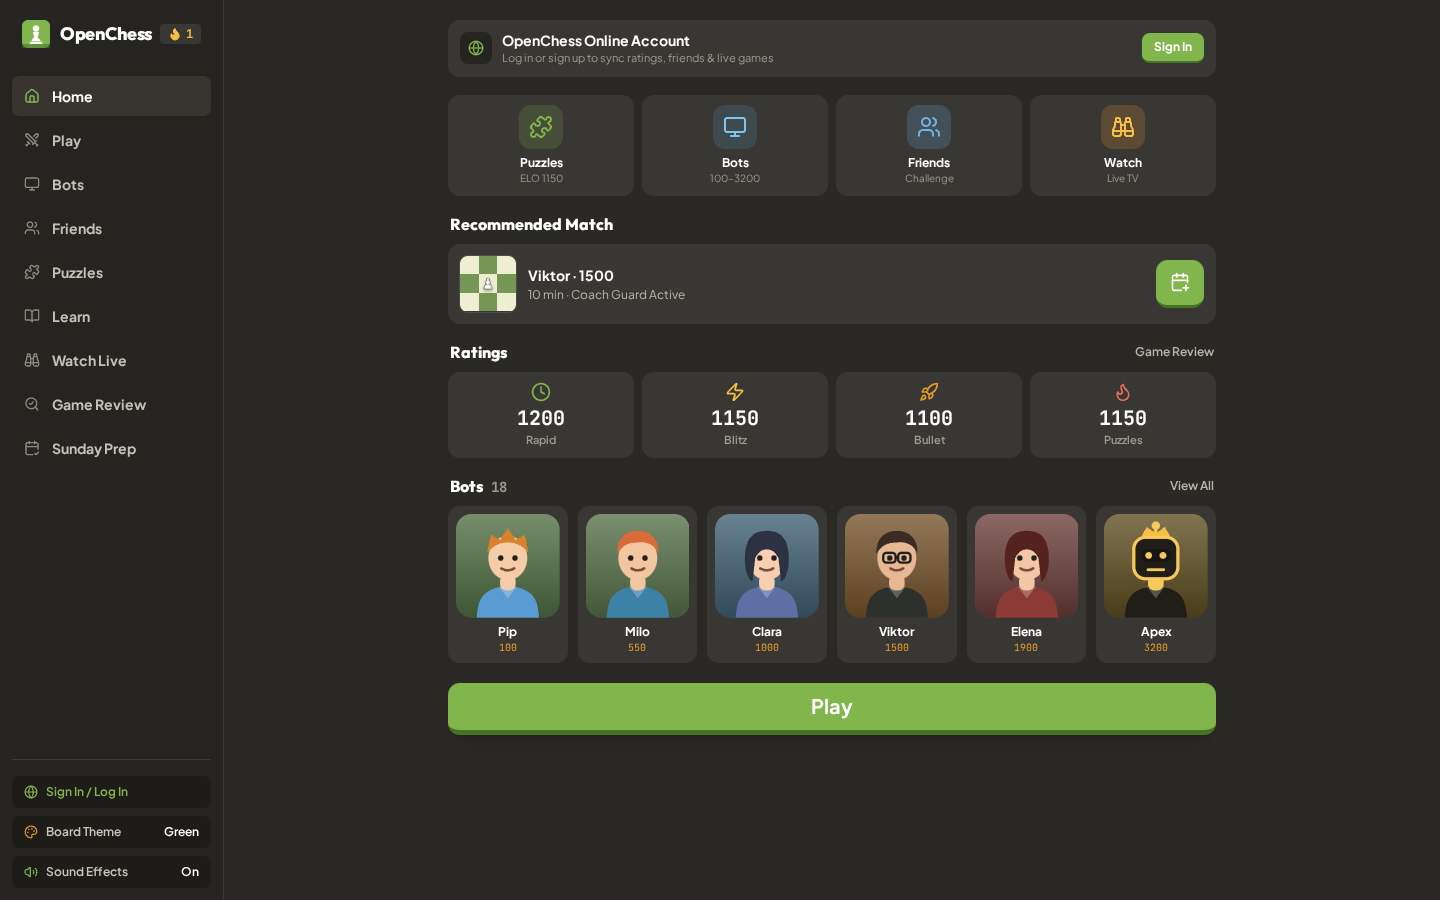 OpenChess 1
Home
Play
Bots
Friends
Puzzles
Learn
Watch Live
Game Review
Sunday Prep
Sign In / Log In
Board Theme Green
Sound Effects On
OpenChess Online Account
Log in or sign up to sync ratings, friends & live games
Sign In
Puzzles
ELO 1150
Bots
100–3200
Friends
Challenge
Watch
Live TV
Recommended Match
Viktor · 1500
10 min · Coach Guard Active
Ratings
Game Review
1200
Rapid
1150
Blitz
1100
Bullet
1150
Puzzles
Bots 18
View All
Pip
100
Milo
550
Clara
1000
Viktor
1500
Elena
1900
Apex
3200
Play